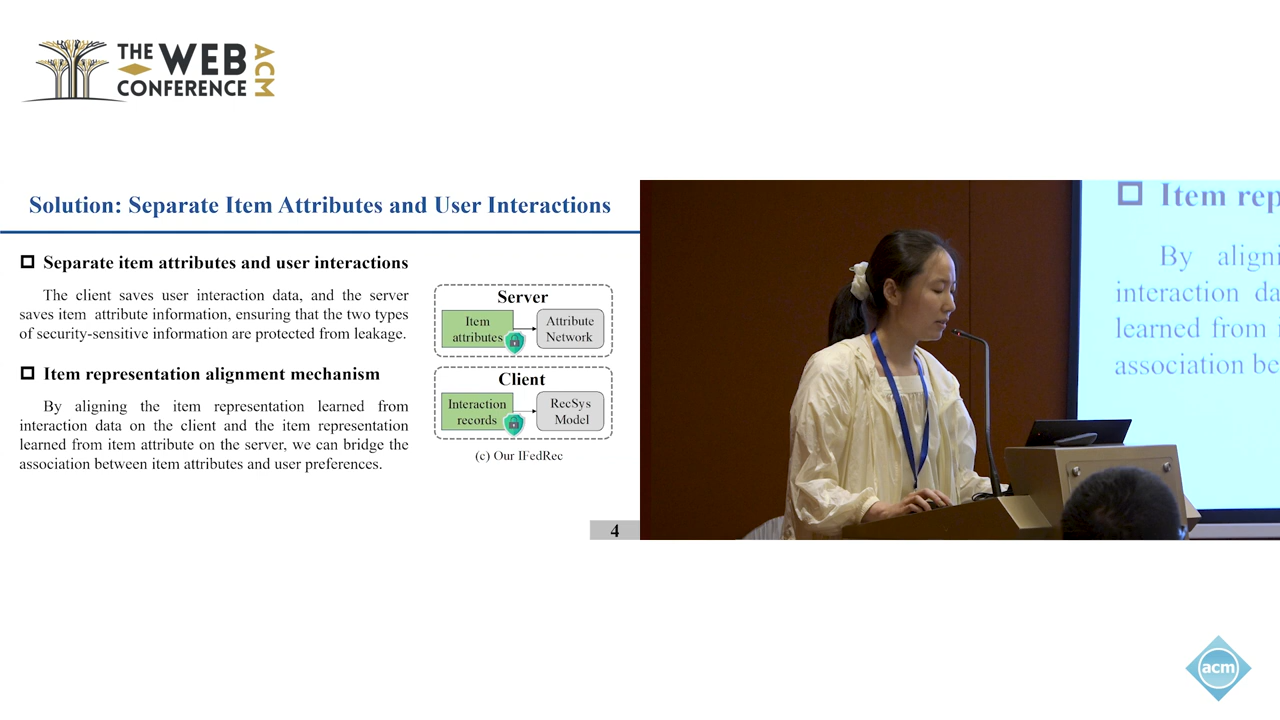 THE WEB
CONFERENCE
ACM
Solution: Separate Item Attributes and User Interactions
Separate item attributes and user interactions
The client saves user interaction data, and the server
saves item attribute information, ensuring that the two types
of security-sensitive information are protected from leakage.
Item representation alignment mechanism
By aligning the item representation learned from
interaction data on the client and the item representation
learned from item attribute on the server, we can bridge the
association between item attributes and user preferences.
Server
Item
attributes
Attribute
Network
Client
Interaction
records
RecSys
Model
(c) Our IFedRec
4
Item rep
By aligni
interaction da
learned from i
association be
acm